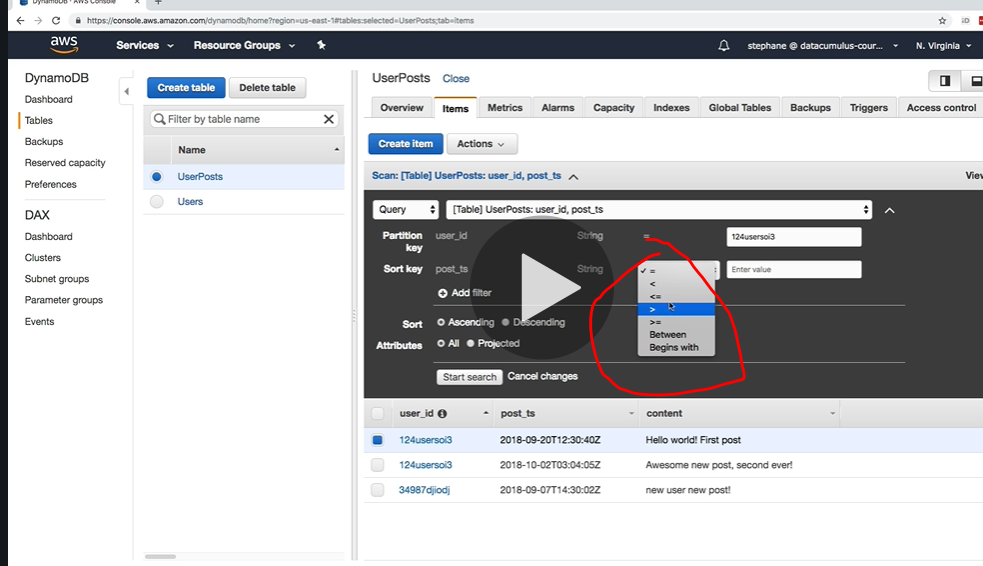 DynamoDB · AWS Console
https://console.aws.amazon.com/dynamodb/home?region=us-east-1#tables:selected=UserPosts;tab=items
aws Services Resource Groups stephane @ datacumulus-cour... N. Virginia
DynamoDB
Dashboard
Tables
Backups
Reserved capacity
Preferences
DAX
Dashboard
Clusters
Subnet groups
Parameter groups
Events
Create table Delete table
Filter by table name
Name
UserPosts
Users
UserPosts Close
Overview Items Metrics Alarms Capacity Indexes Global Tables Backups Triggers Access control
Create item Actions
Scan: [Table] UserPosts: user_id, post_ts
Query [Table] UserPosts: user_id, post_ts
Partition key user_id String = 124usersoi3
Sort key post_ts String Enter value
=
<
<=
>
>=
Between
Begins with
Add filter
Sort Ascending Descending
Attributes All Projected
Start search Cancel changes
user_id post_ts content
124usersoi3 2018-09-20T12:30:40Z Hello world! First post
124usersoi3 2018-10-02T03:04:05Z Awesome new post, second ever!
34987djiodj 2018-09-07T14:30:02Z new user new post!